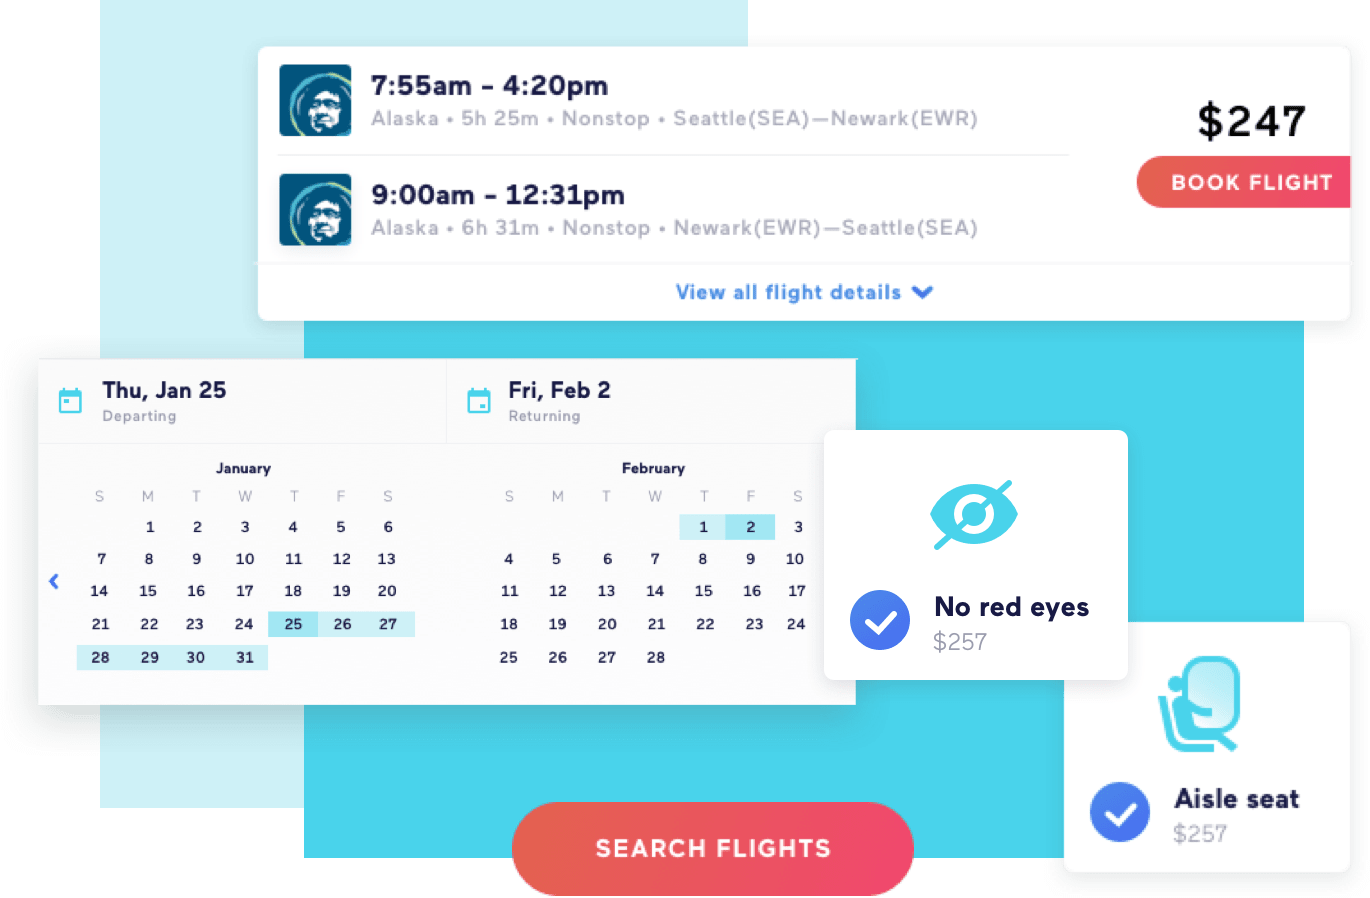 7:55am – 4:20pm
Alaska • 5h 25m • Nonstop • Seattle(SEA)—Newark(EWR)
$247
BOOK FLIGHT
9:00am – 12:31pm
Alaska • 6h 31m • Nonstop • Newark(EWR)—Seattle(SEA)
View all flight details
Thu, Jan 25
Departing
Fri, Feb 2
Returning
January
S M T W T F S
1 2 3 4 5 6
7 8 9 10 11 12 13
14 15 16 17 18 19 20
21 22 23 24 25 26 27
28 29 30 31
February
S M T W T F S
1 2 3
4 5 6 7 8 9 10
11 12 13 14 15 16 17
18 19 20 21 22 23 24
25 26 27 28
No red eyes
$257
Aisle seat
$257
SEARCH FLIGHTS